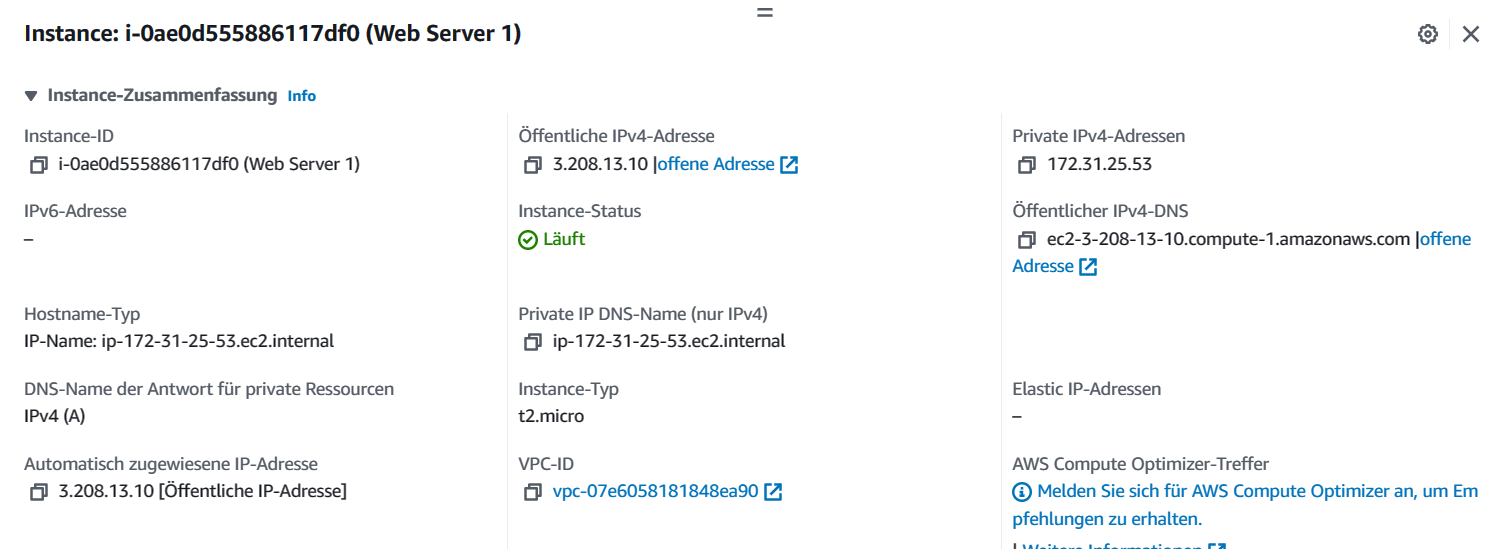 Instance: i-0ae0d555886117df0 (Web Server 1)
Instance-Zusammenfassung Info
Instance-ID
i-0ae0d555886117df0 (Web Server 1)
Öffentliche IPv4-Adresse
3.208.13.10 |offene Adresse
Private IPv4-Adressen
172.31.25.53
IPv6-Adresse
–
Instance-Status
Läuft
Öffentlicher IPv4-DNS
ec2-3-208-13-10.compute-1.amazonaws.com |offene
Adresse
Hostname-Typ
IP-Name: ip-172-31-25-53.ec2.internal
Private IP DNS-Name (nur IPv4)
ip-172-31-25-53.ec2.internal
DNS-Name der Antwort für private Ressourcen
IPv4 (A)
Instance-Typ
t2.micro
Elastic IP-Adressen
–
Automatisch zugewiesene IP-Adresse
3.208.13.10 [Öffentliche IP-Adresse]
VPC-ID
vpc-07e6058181848ea90
AWS Compute Optimizer-Treffer
Melden Sie sich für AWS Compute Optimizer an, um Em
pfehlungen zu erhalten.
| Weitere Informationen